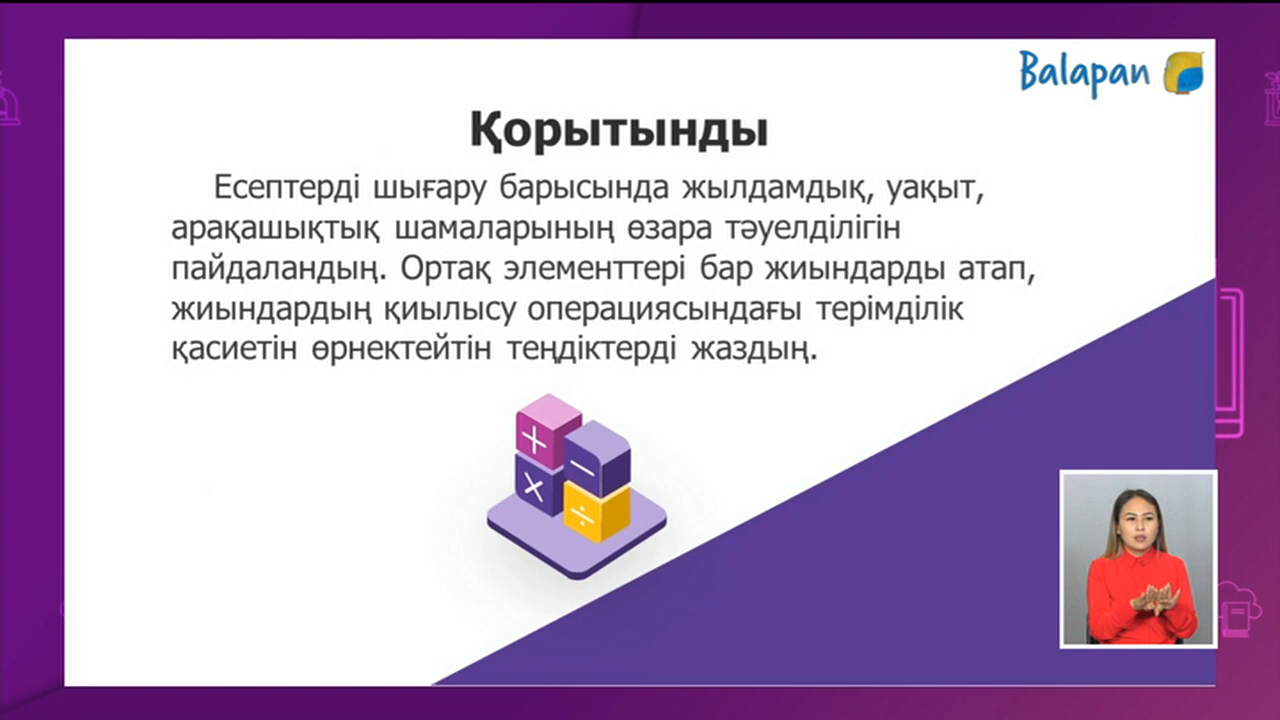 Balapan
Қорытынды
Есептерді шығару барысында жылдамдық, уақыт,
арақашықтық шамаларының өзара тәуелділігін
пайдаландың. Ортақ элементтері бар жиындарды атап,
жиындардың қиылысу операциясындағы терімділік
қасиетін өрнектейтін теңдіктерді жаздың.
+
−
×
÷